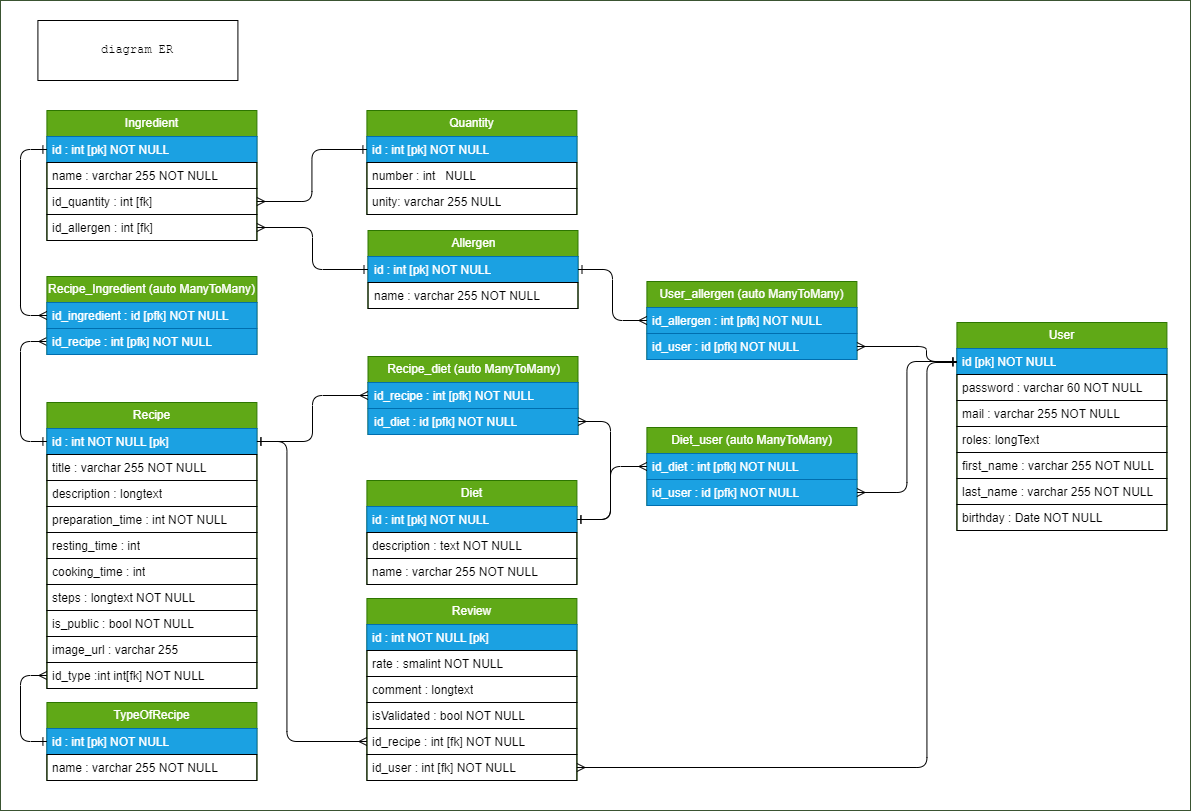 diagram ER
Ingredient
id : int [pk] NOT NULL
name : varchar 255 NOT NULL
id_quantity : int [fk]
id_allergen : int [fk]
Quantity
id : int [pk] NOT NULL
number : int   NULL
unity: varchar 255 NULL
Allergen
id : int [pk] NOT NULL
name : varchar 255 NOT NULL
Recipe_Ingredient (auto ManyToMany)
id_ingredient : id [pfk] NOT NULL
id_recipe : int [pfk] NOT NULL
User_allergen (auto ManyToMany)
id_allergen : int [pfk] NOT NULL
id_user : id [pfk] NOT NULL
User
id [pk] NOT NULL
password : varchar 60 NOT NULL
mail : varchar 255 NOT NULL
roles: longText
first_name : varchar 255 NOT NULL
last_name : varchar 255 NOT NULL
birthday : Date NOT NULL
Recipe_diet (auto ManyToMany)
id_recipe : int [pfk] NOT NULL
id_diet : id [pfk] NOT NULL
Diet_user (auto ManyToMany)
id_diet : int [pfk] NOT NULL
id_user : id [pfk] NOT NULL
Recipe
id : int NOT NULL [pk]
title : varchar 255 NOT NULL
description : longtext
preparation_time : int NOT NULL
resting_time : int
cooking_time : int
steps : longtext NOT NULL
is_public : bool NOT NULL
image_url : varchar 255
id_type :int int[fk] NOT NULL
Diet
id : int [pk] NOT NULL
description : text NOT NULL
name : varchar 255 NOT NULL
Review
id : int NOT NULL [pk]
rate : smalint NOT NULL
comment : longtext
isValidated : bool NOT NULL
id_recipe : int [fk] NOT NULL
id_user : int [fk] NOT NULL
TypeOfRecipe
id : int [pk] NOT NULL
name : varchar 255 NOT NULL